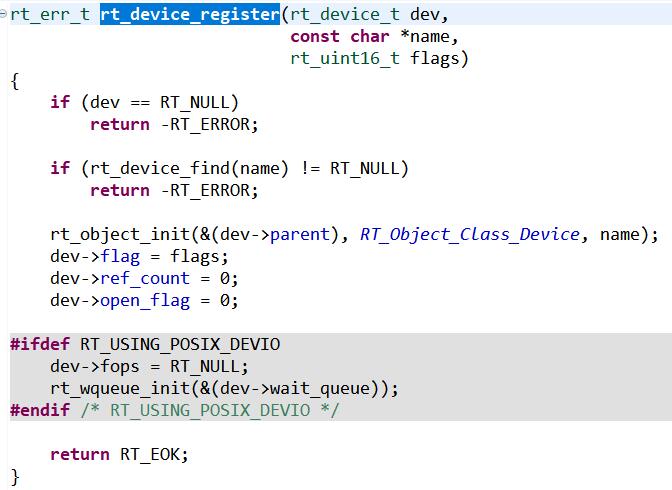 rt_err_t rt_device_register(rt_device_t dev,
                            const char *name,
                            rt_uint16_t flags)
{
    if (dev == RT_NULL)
        return -RT_ERROR;

    if (rt_device_find(name) != RT_NULL)
        return -RT_ERROR;

    rt_object_init(&(dev->parent), RT_Object_Class_Device, name);
    dev->flag = flags;
    dev->ref_count = 0;
    dev->open_flag = 0;

#ifdef RT_USING_POSIX_DEVIO
    dev->fops = RT_NULL;
    rt_wqueue_init(&(dev->wait_queue));
#endif /* RT_USING_POSIX_DEVIO */

    return RT_EOK;
}